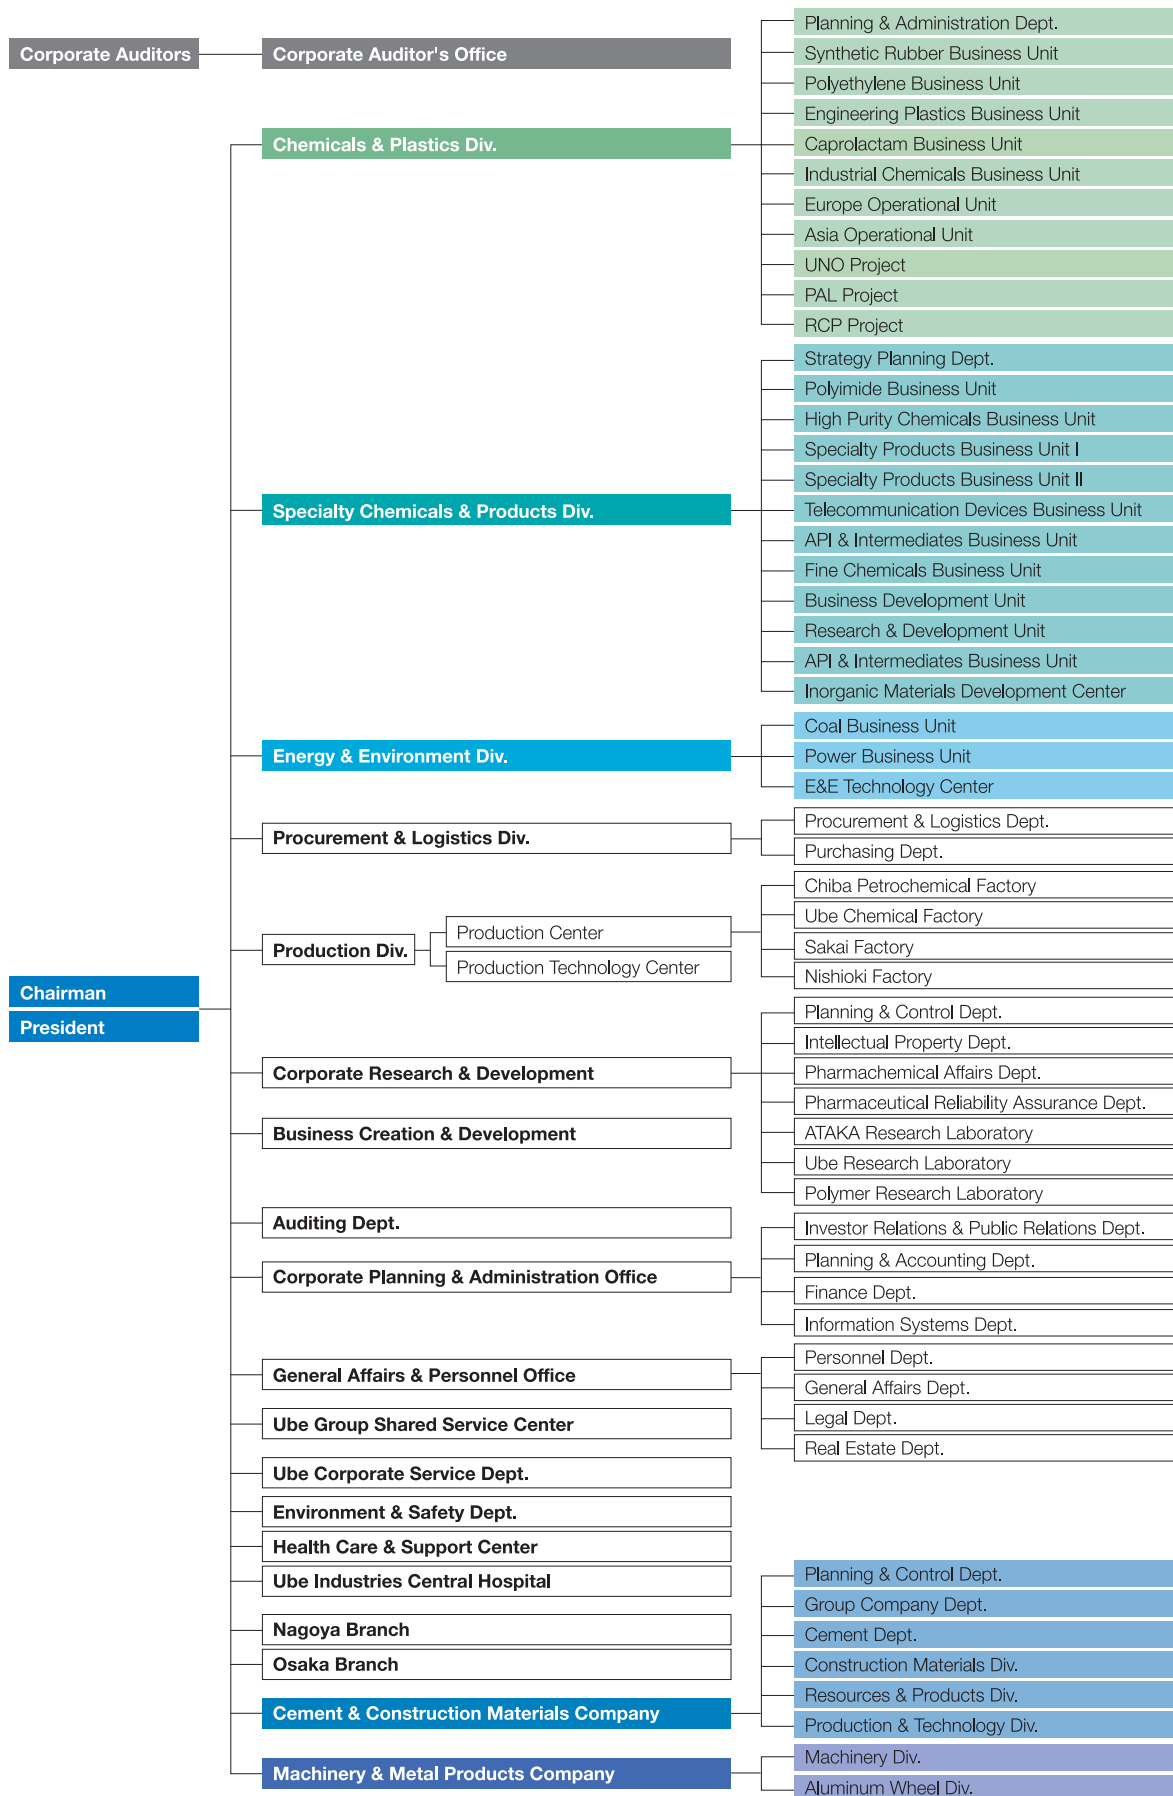 Corporate Auditors
Corporate Auditor's Office
Chemicals & Plastics Div.
Planning & Administration Dept.
Synthetic Rubber Business Unit
Polyethylene Business Unit
Engineering Plastics Business Unit
Caprolactam Business Unit
Industrial Chemicals Business Unit
Europe Operational Unit
Asia Operational Unit
UNO Project
PAL Project
RCP Project
Specialty Chemicals & Products Div.
Strategy Planning Dept.
Polyimide Business Unit
High Purity Chemicals Business Unit
Specialty Products Business Unit I
Specialty Products Business Unit II
Telecommunication Devices Business Unit
API & Intermediates Business Unit
Fine Chemicals Business Unit
Business Development Unit
Research & Development Unit
API & Intermediates Business Unit
Inorganic Materials Development Center
Energy & Environment Div.
Coal Business Unit
Power Business Unit
E&E Technology Center
Procurement & Logistics Div.
Procurement & Logistics Dept.
Purchasing Dept.
Production Div.
Production Center
Production Technology Center
Chiba Petrochemical Factory
Ube Chemical Factory
Sakai Factory
Nishioki Factory
Chairman
President
Corporate Research & Development
Planning & Control Dept.
Intellectual Property Dept.
Pharmachemical Affairs Dept.
Pharmaceutical Reliability Assurance Dept.
ATAKA Research Laboratory
Ube Research Laboratory
Polymer Research Laboratory
Business Creation & Development
Auditing Dept.
Corporate Planning & Administration Office
Investor Relations & Public Relations Dept.
Planning & Accounting Dept.
Finance Dept.
Information Systems Dept.
General Affairs & Personnel Office
Personnel Dept.
General Affairs Dept.
Legal Dept.
Real Estate Dept.
Ube Group Shared Service Center
Ube Corporate Service Dept.
Environment & Safety Dept.
Health Care & Support Center
Ube Industries Central Hospital
Nagoya Branch
Osaka Branch
Cement & Construction Materials Company
Planning & Control Dept.
Group Company Dept.
Cement Dept.
Construction Materials Div.
Resources & Products Div.
Production & Technology Div.
Machinery & Metal Products Company
Machinery Div.
Aluminum Wheel Div.